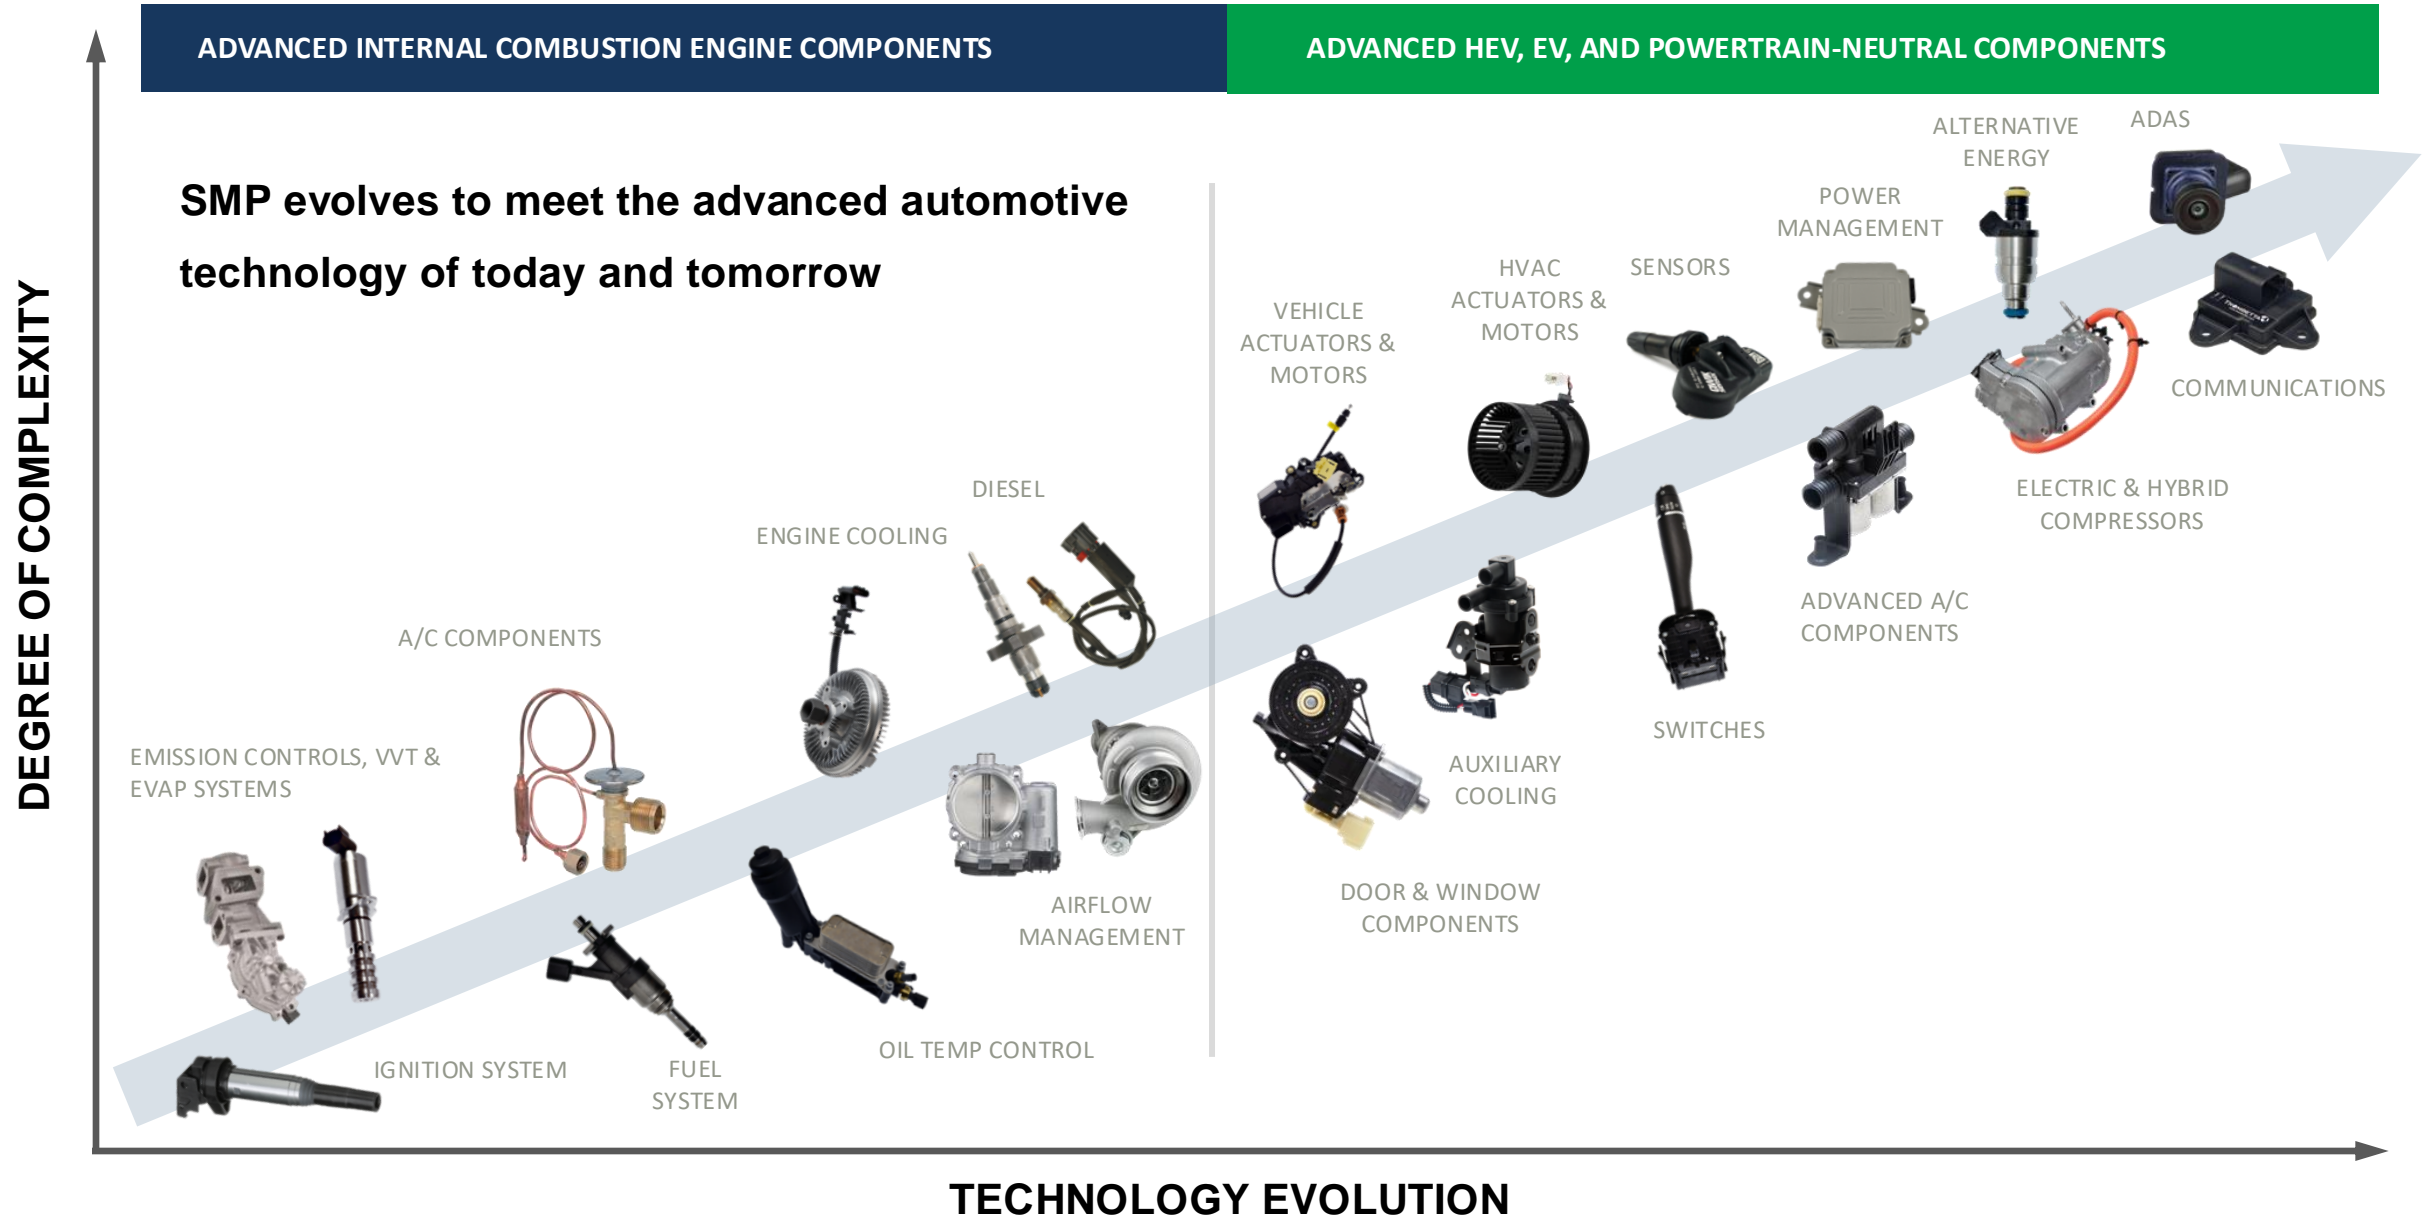 ADVANCED INTERNAL COMBUSTION ENGINE COMPONENTS
ADVANCED HEV, EV, AND POWERTRAIN-NEUTRAL COMPONENTS
SMP evolves to meet the advanced automotive
technology of today and tomorrow
DEGREE OF COMPLEXITY
EMISSION CONTROLS, VVT &
EVAP SYSTEMS
IGNITION SYSTEM
A/C COMPONENTS
FUEL
SYSTEM
ENGINE COOLING
OIL TEMP CONTROL
DIESEL
AIRFLOW
MANAGEMENT
VEHICLE
ACTUATORS &
MOTORS
DOOR & WINDOW
COMPONENTS
HVAC
ACTUATORS &
MOTORS
AUXILIARY
COOLING
SENSORS
SWITCHES
POWER
MANAGEMENT
ADVANCED A/C
COMPONENTS
ALTERNATIVE
ENERGY
ELECTRIC & HYBRID
COMPRESSORS
ADAS
COMMUNICATIONS
TECHNOLOGY EVOLUTION